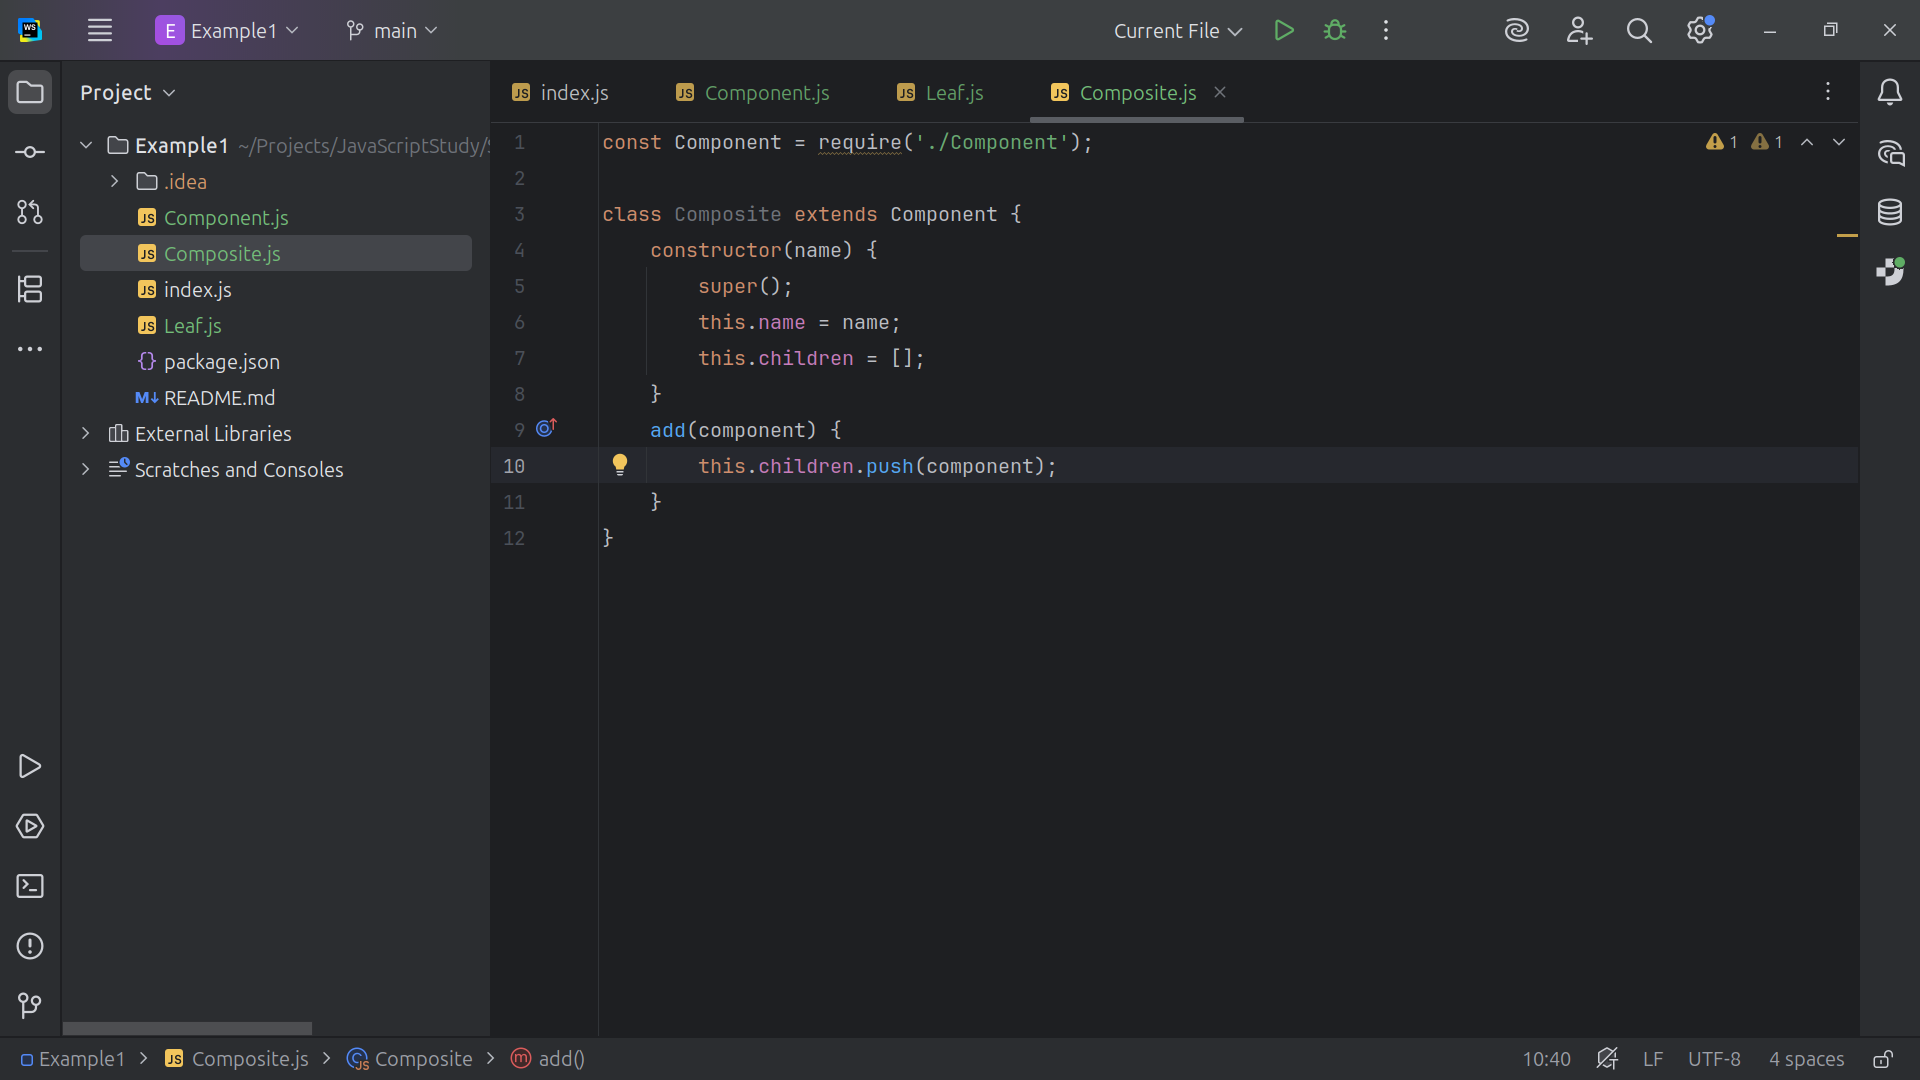 WS
E Example1
main
Current File
Project
index.js
Component.js
Leaf.js
Composite.js
Example1 ~/Projects/JavaScriptStudy/
.idea
Component.js
Composite.js
index.js
Leaf.js
package.json
README.md
External Libraries
Scratches and Consoles
1 const Component = require('./Component');
2
3 class Composite extends Component {
4 constructor(name) {
5 super();
6 this.name = name;
7 this.children = [];
8 }
9 add(component) {
10 this.children.push(component);
11 }
12 }
1 1
Example1 > Composite.js > Composite > add()
10:40 LF UTF-8 4 spaces